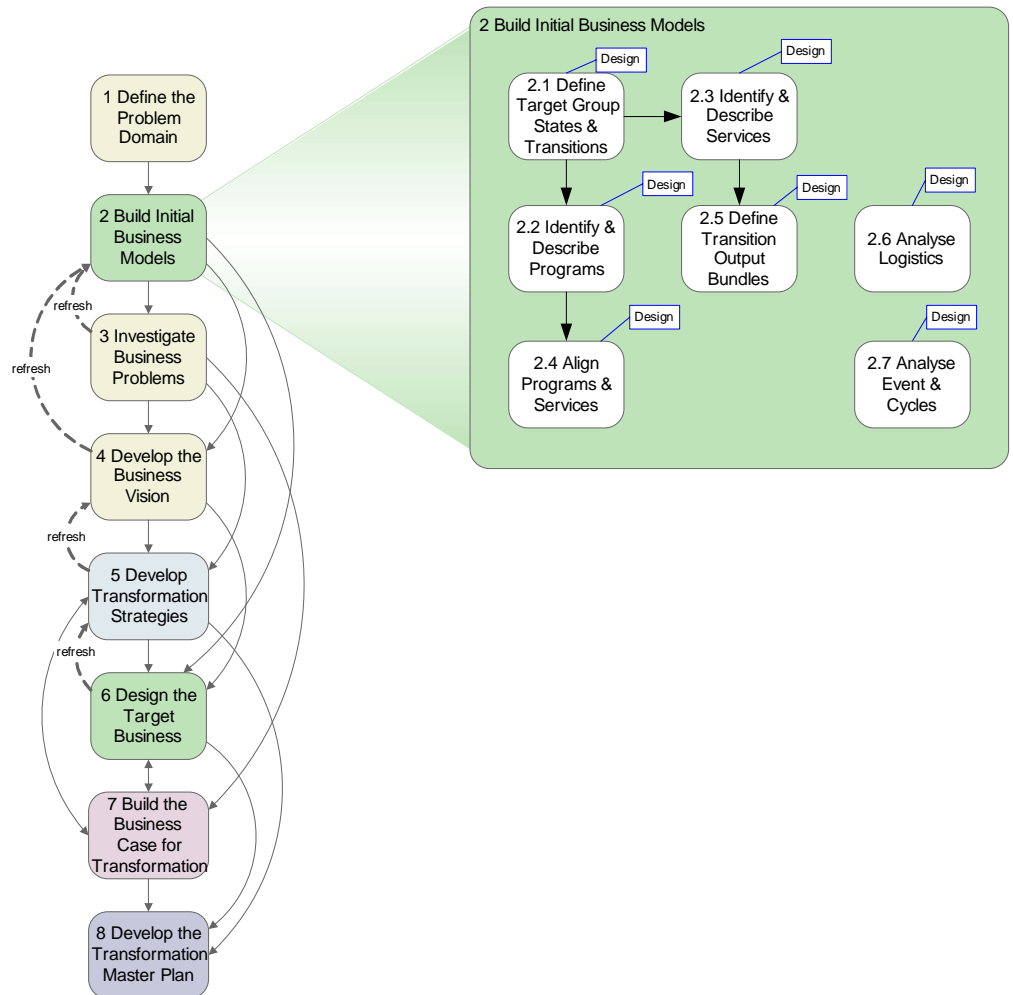 1 Define the
Problem
Domain
2 Build Initial
Business
Models
refresh
3 Investigate
Business
Problems
refresh
4 Develop the
Business
Vision
refresh
5 Develop
Transformation
Strategies
refresh
6 Design the
Target
Business
7 Build the
Business
Case for
Transformation
8 Develop the
Transformation
Master Plan
2 Build Initial Business Models
Design
2.1 Define
Target Group
States &
Transitions
Design
2.3 Identify &
Describe
Services
Design
2.2 Identify &
Describe
Programs
Design
2.5 Define
Transition
Output
Bundles
Design
2.6 Analyse
Logistics
Design
2.4 Align
Programs &
Services
Design
2.7 Analyse
Event &
Cycles